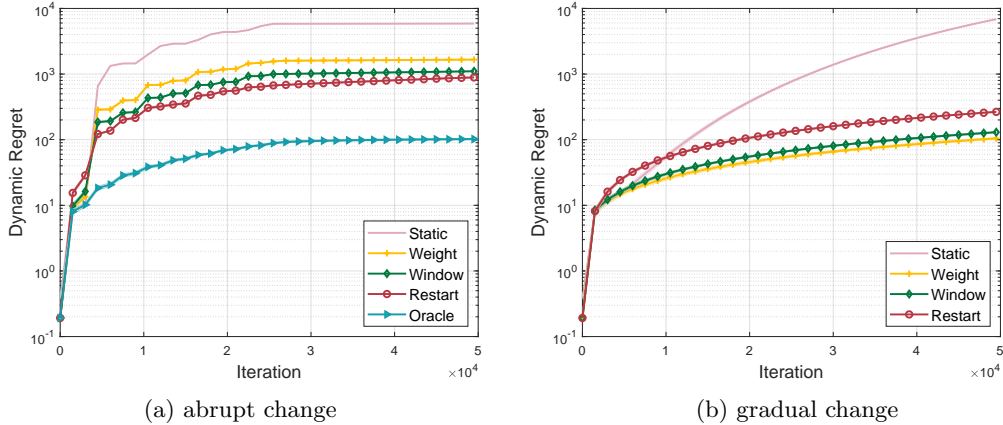 10^4
10^3
10^2
10^1
10^0
10^-1
Dynamic Regret
Static
Weight
Window
Restart
Oracle
0 1 2 3 4 5
Iteration
×10^4
(a) abrupt change
10^4
10^3
10^2
10^1
10^0
10^-1
Dynamic Regret
Static
Weight
Window
Restart
0 1 2 3 4 5
Iteration
×10^4
(b) gradual change